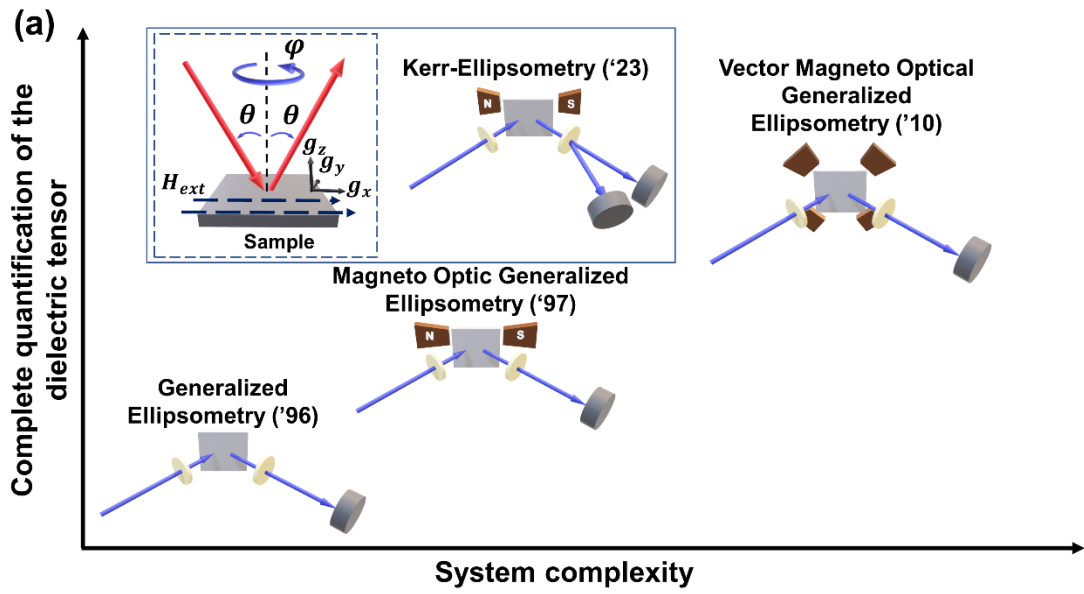 (a)
Complete quantification of the
dielectric tensor
φ
θ θ
g_z
g_y
g_x
H_ext
Sample
Kerr-Ellipsometry (‘23)
N S
Vector Magneto Optical
Generalized
Ellipsometry (’10)
Magneto Optic Generalized
Ellipsometry (‘97)
N S
Generalized
Ellipsometry (’96)
System complexity